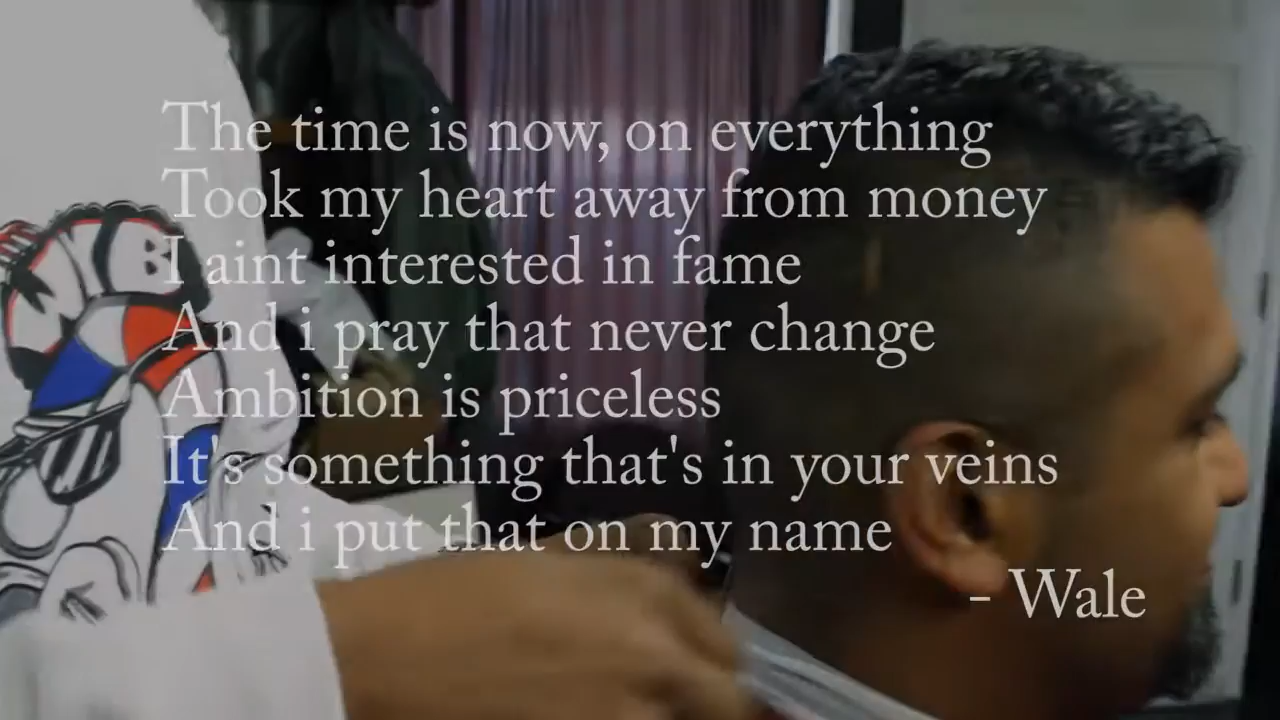 The time is now, on everything
Took my heart away from money
I aint interested in fame
And i pray that never change
Ambition is priceless
It's something that's in your veins
And i put that on my name
- Wale